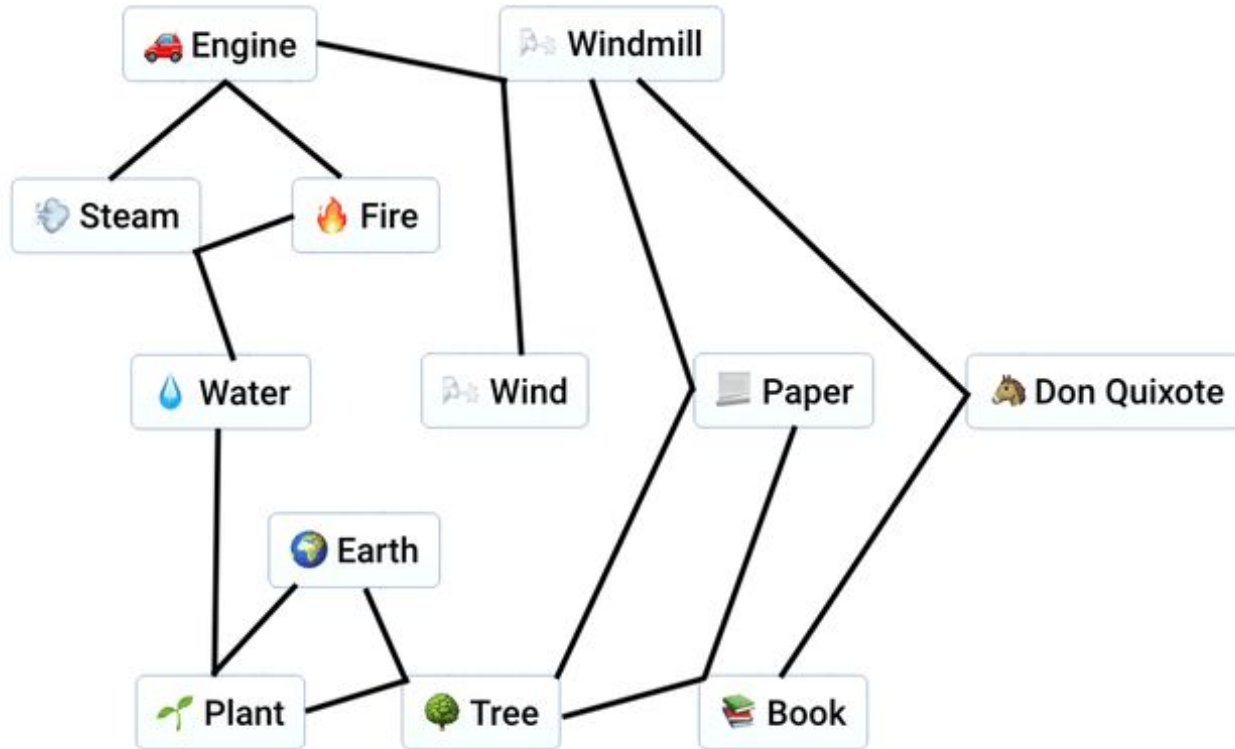 Engine
Windmill
Steam
Fire
Water
Wind
Paper
Don Quixote
Earth
Plant
Tree
Book